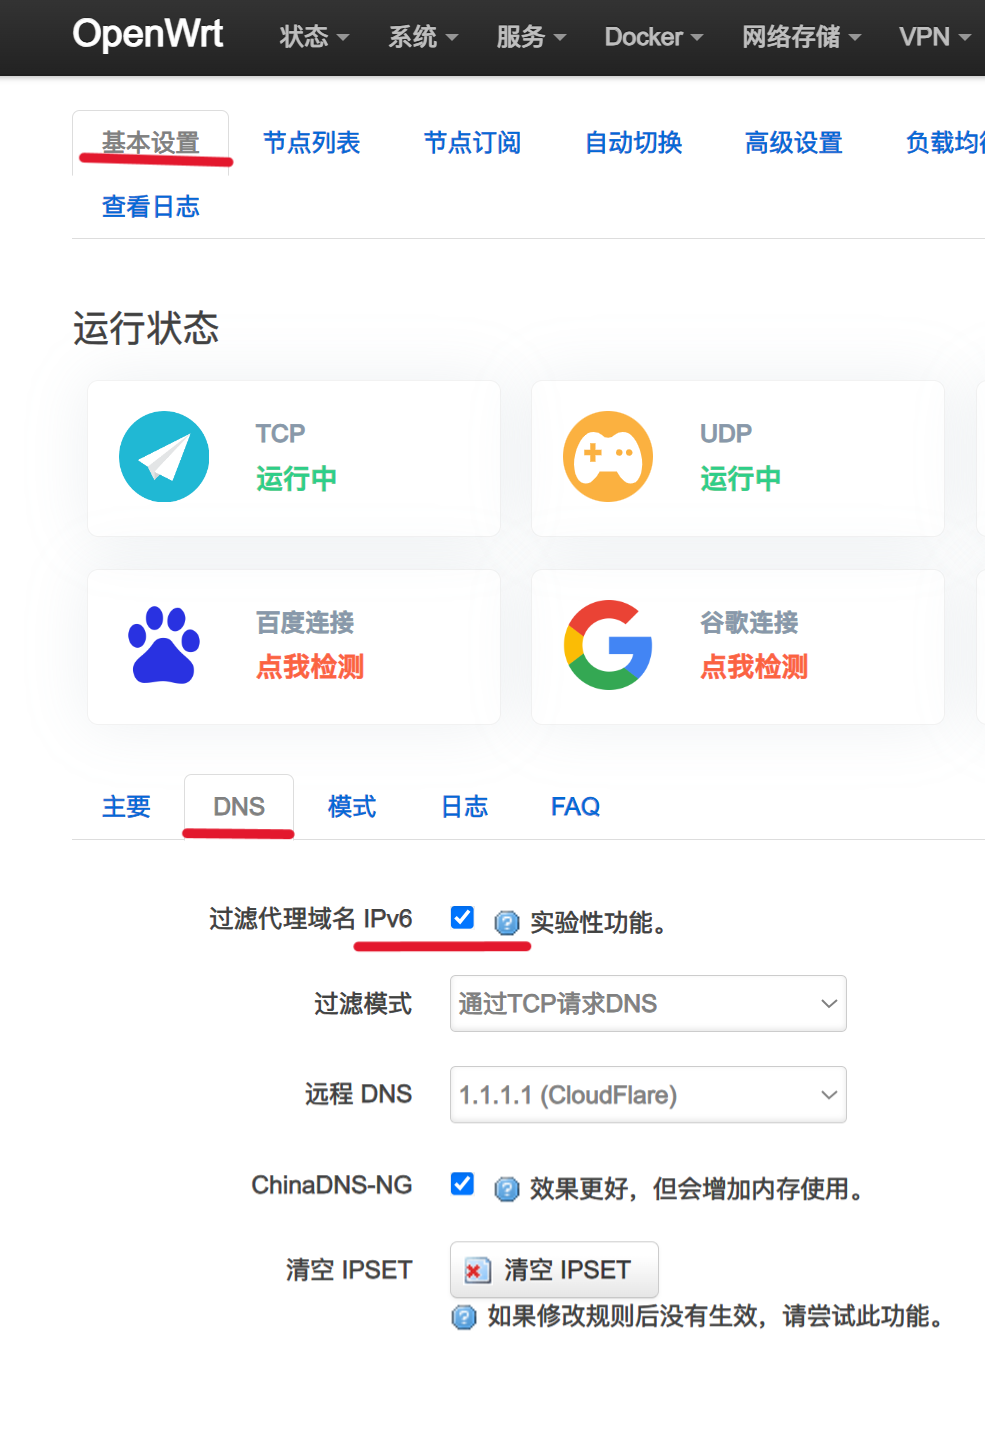 OpenWrt 状态 系统 服务 Docker 网络存储 VPN
基本设置 节点列表 节点订阅 自动切换 高级设置 负载均
查看日志
运行状态
TCP
运行中
UDP
运行中
百度连接
点我检测
谷歌连接
点我检测
主要 DNS 模式 日志 FAQ
过滤代理域名 IPv6 实验性功能。
过滤模式 通过TCP请求DNS
远程 DNS 1.1.1.1 (CloudFlare)
ChinaDNS-NG 效果更好，但会增加内存使用。
清空 IPSET 清空 IPSET
如果修改规则后没有生效，请尝试此功能。